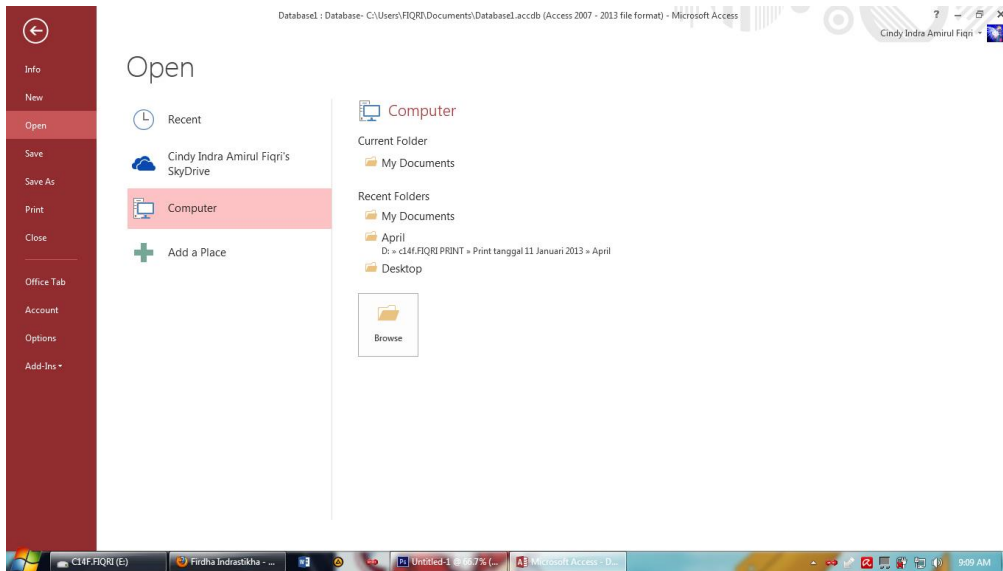 Database1 : Database- C:\Users\FIQRI\Documents\Database1.accdb (Access 2007 - 2013 file format) - Microsoft Access
?
Cindy Indra Amirul Fiqri
Info
New
Open
Save
Save As
Print
Close
Office Tab
Account
Options
Add-Ins
Open
Recent
Cindy Indra Amirul Fiqri's
SkyDrive
Computer
Add a Place
Computer
Current Folder
My Documents
Recent Folders
My Documents
April
D: » c14f.FIQRI PRINT » Print tanggal 11 Januari 2013 » April
Desktop
Browse
C14F.FIQRI (E:)
Firdha Indrastikha - ...
Untitled-1 @ 66.7% (...
Microsoft Access - D...
9:09 AM